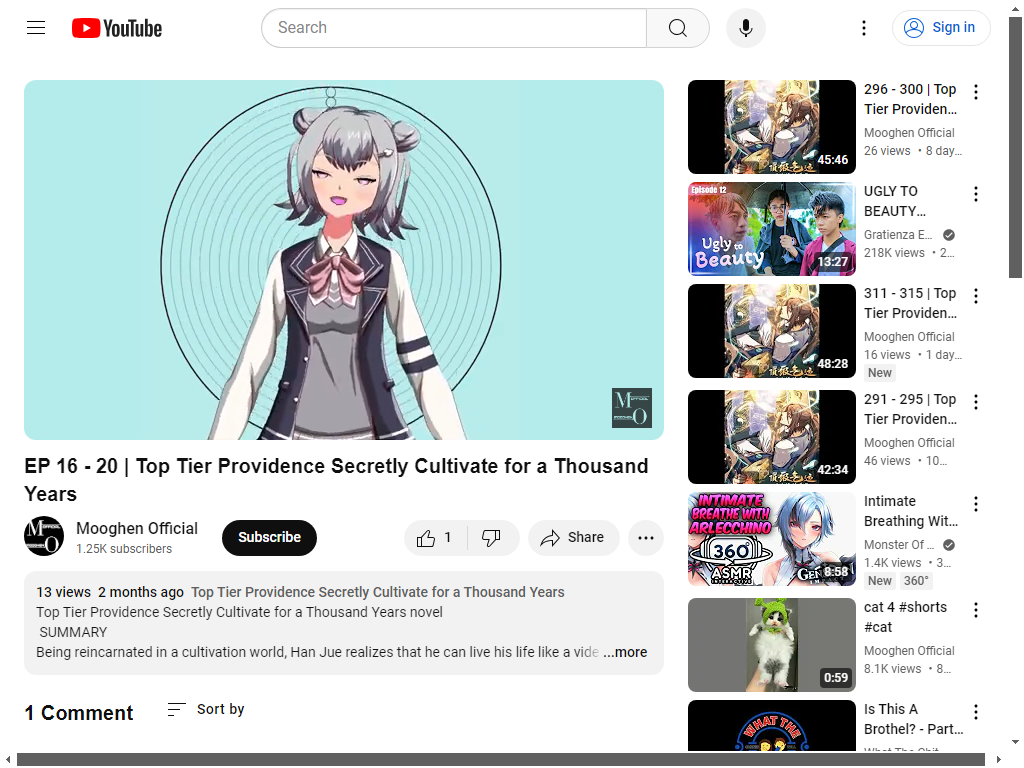 YouTube
Search
Sign in
EP 16 - 20 | Top Tier Providence Secretly Cultivate for a Thousand
Years
Mooghen Official
1.25K subscribers
Subscribe
1
Share
13 views 2 months ago Top Tier Providence Secretly Cultivate for a Thousand Years
Top Tier Providence Secretly Cultivate for a Thousand Years novel
SUMMARY
Being reincarnated in a cultivation world, Han Jue realizes that he can live his life like a vide ...more
1 Comment
Sort by
45:46
296 - 300 | Top
Tier Providen...
Mooghen Official
26 views • 8 day...
Episode 12
Ugly to
Beauty
13:27
UGLY TO
BEAUTY...
Gratienza E...
218K views • 2...
48:28
311 - 315 | Top
Tier Providen...
Mooghen Official
16 views • 1 day...
New
42:34
291 - 295 | Top
Tier Providen...
Mooghen Official
46 views • 10...
INTIMATE
BREATHE WITH
ARLECCHINO
360°
ASMR
8:58
Intimate
Breathing Wit...
Monster Of ...
1.4K views • 3...
New 360°
0:59
cat 4 #shorts
#cat
Mooghen Official
8.1K views • 8...
WHAT THE
Is This A
Brothel? - Part...